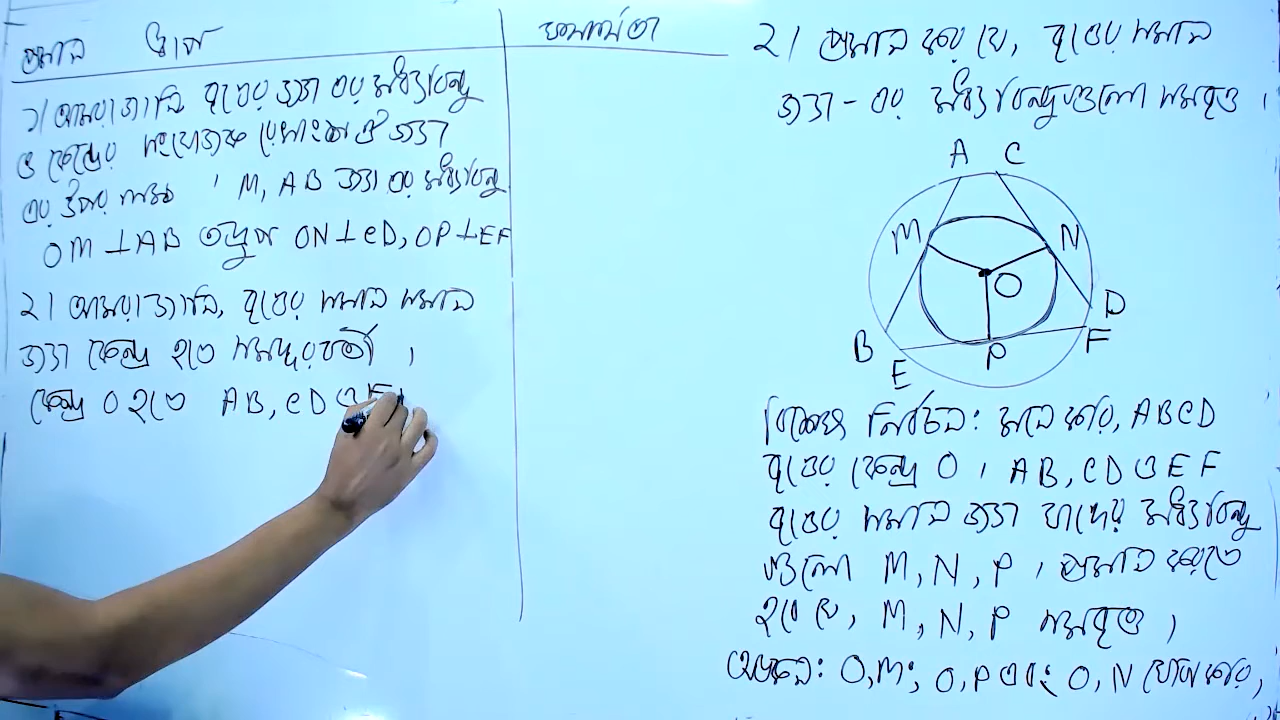 প্রমান ধাপ
যথার্থতা
১। আমরা জানি বৃত্তের জ্যা এর মধ্যবিন্দু
ও কেন্দ্রের সংযোজক রেখাংশ ঐ জ্যা
এর উপর লম্ব । M, AB জ্যা এর মধ্যবিন্দু
OM ⊥ AB তদ্রুপ ON ⊥ CD, OP ⊥ EF
২। আমরা জানি, বৃত্তের সমান সমান
জ্যা কেন্দ্র হতে সমদূরবর্তী ।
কেন্দ্র O হতে AB, CD ও E
২। প্রমান কর যে, বৃত্তের সমান
জ্যা - এর মধ্যবিন্দুগুলো সমবৃত্ত ।
A C
M N
O
D
B P F
E
বিশেষ নির্বচন: মনে করি, ABCD
বৃত্তের কেন্দ্র O । AB, CD ও EF
বৃত্তের সমান জ্যা যাদের মধ্যবিন্দু
গুলো M, N, P । প্রমান করতে
হবে যে, M, N, P সমবৃত্ত ।
অংকন: O, M; O, P এবং O, N যোগ করি,